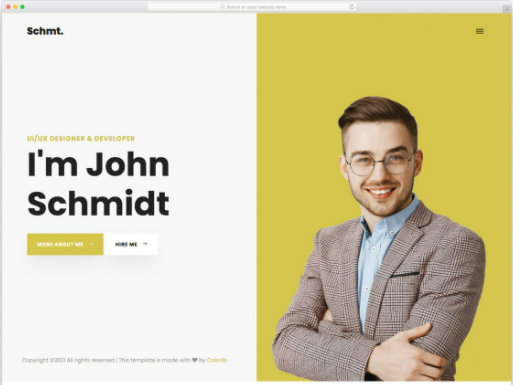 Search or enter website name
Schmt.
UI/UX DESIGNER & DEVELOPER
I'm John
Schmidt
MORE ABOUT ME →
HIRE ME →
Copyright ©2021 All rights reserved | This template is made with ♥ by Colorlib